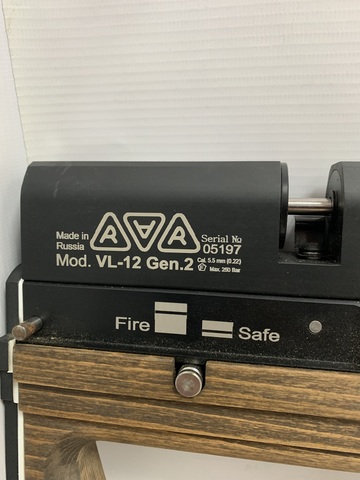 Made in
Russia
Serial No
05197
Mod. VL-12 Gen.2
Cal. 5.5 mm (0.22)
Max. 250 Bar
Fire
Safe